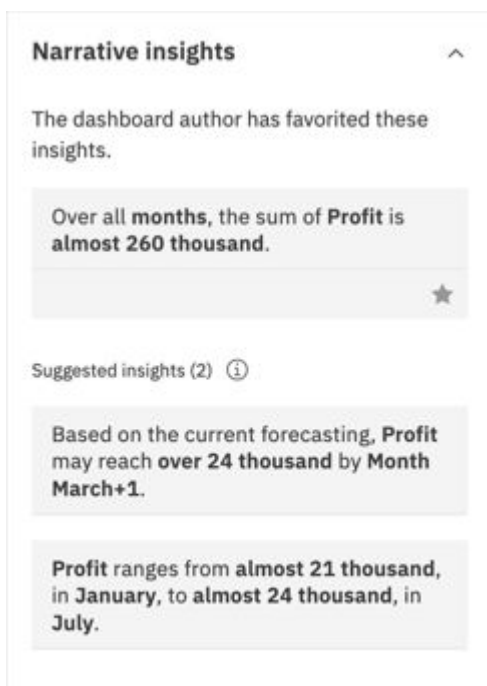 Narrative insights
The dashboard author has favorited these
insights.
Over all months, the sum of Profit is
almost 260 thousand.
Suggested insights (2)
Based on the current forecasting, Profit
may reach over 24 thousand by Month
March+1.
Profit ranges from almost 21 thousand,
in January, to almost 24 thousand, in
July.